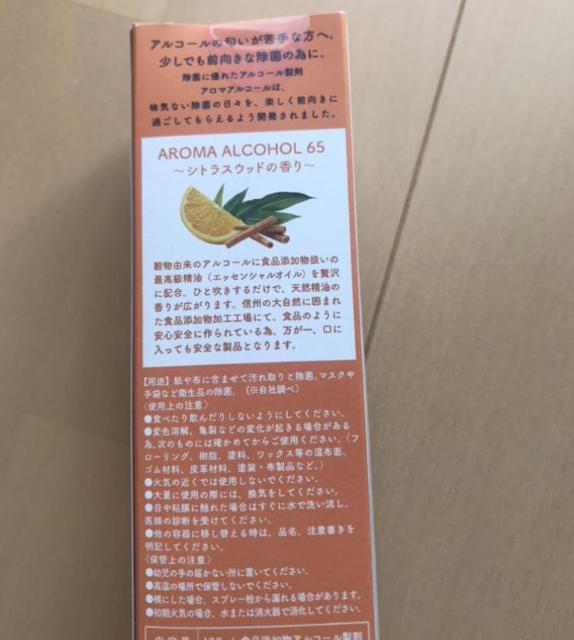 アルコールの匂いが苦手な方へ。
少しでも前向きな除菌の為に。
除菌に優れたアルコール製剤
アロマアルコールは、
味気ない除菌の日々を、楽しく前向きに
過ごしてもらえるよう開発されました。
AROMA ALCOHOL 65
～シトラスウッドの香り～
穀物由来のアルコールに食品添加物扱いの
最高級精油（エッセンシャルオイル）を贅沢
に配合。ひと吹きするだけで、天然精油の
香りが広がります。信州の大自然に囲まれ
た食品添加物加工工場にて、食品のように
安心安全に作られている為、万が一、口に
入っても安全な製品となります。
【用途】紙や布に含ませて汚れ取りと除菌。マスクや
手袋など衛生品の除菌。（※自社調べ）
〈使用上の注意〉
●食べたり飲んだりしないようにしてください。
●変色溶解、亀裂などの変化が起きる場合がある
為、次のものには確かめてからご使用ください。（フ
ローリング、樹脂、塗料、ワックス等の湿布面、
ゴム材料、皮革材料、塗装・布製品など。）
●火気の近くでは使用しないでください。
●大量に使用の際には、換気をしてください。
●目や粘膜に触れた場合はすぐに水で洗い流し、
医師の診断を受けてください。
●他の容器に移し替える時は、品名、注意書きを
明記してください。
〈保管上の注意〉
●幼児の手の届かない所に置いてください。
●高温の場所で保管しないでください。
●横にした場合、スプレー栓から漏れる場合があります。
●初期火気の場合、水または消火器で消化してください。
食品添加物アルコール製剤